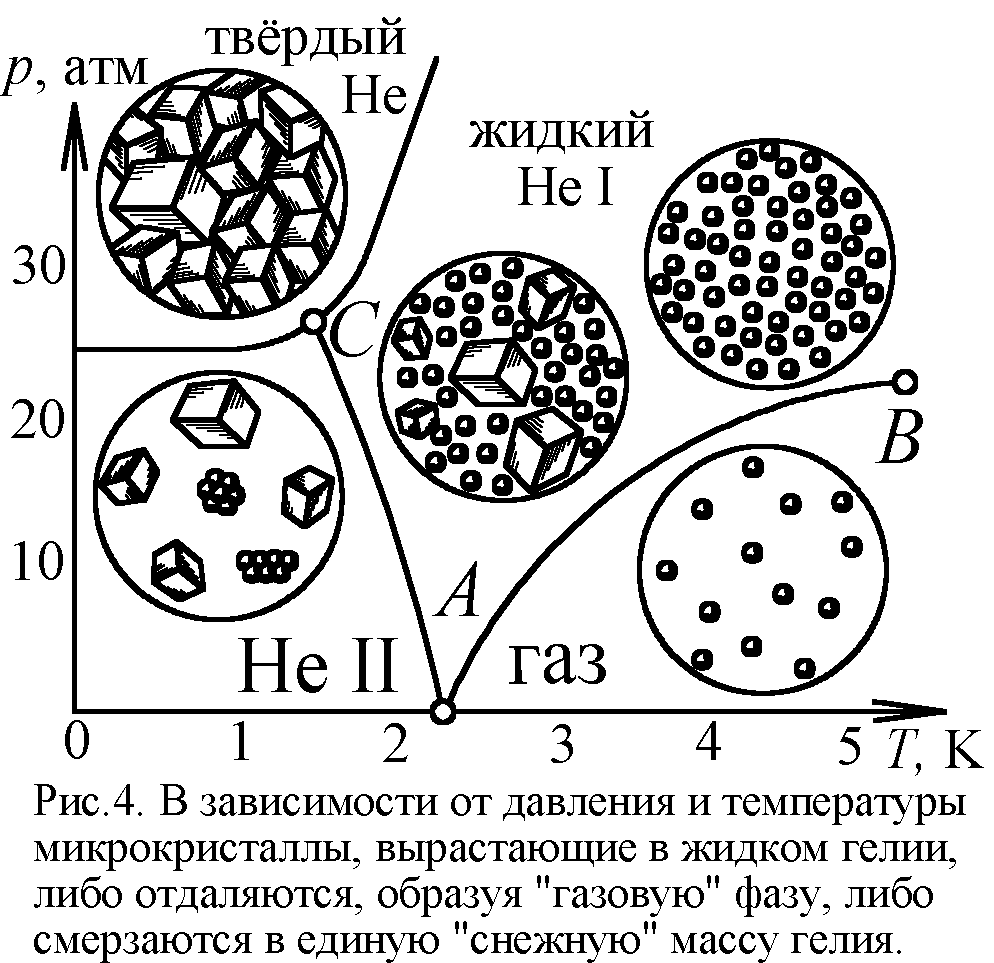 твёрдый
p, атм
He
жидкий
He I
30
C
20
B
10
A
He II
газ
0 1 2 3 4 5 T, K
Рис.4. В зависимости от давления и температуры
микрокристаллы, вырастающие в жидком гелии,
либо отдаляются, образуя "газовую" фазу, либо
смерзаются в единую "снежную" массу гелия.